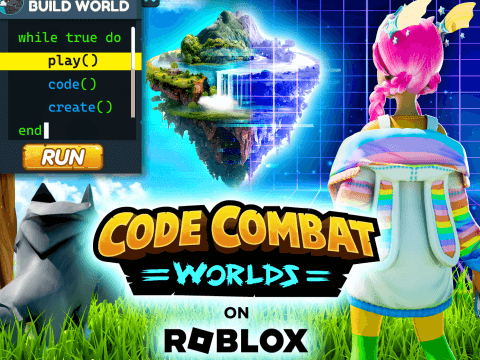 BUILD WORLD
while true do
play()
code()
create()
end
RUN
CODE COMBAT
WORLDS
ON
ROBLOX